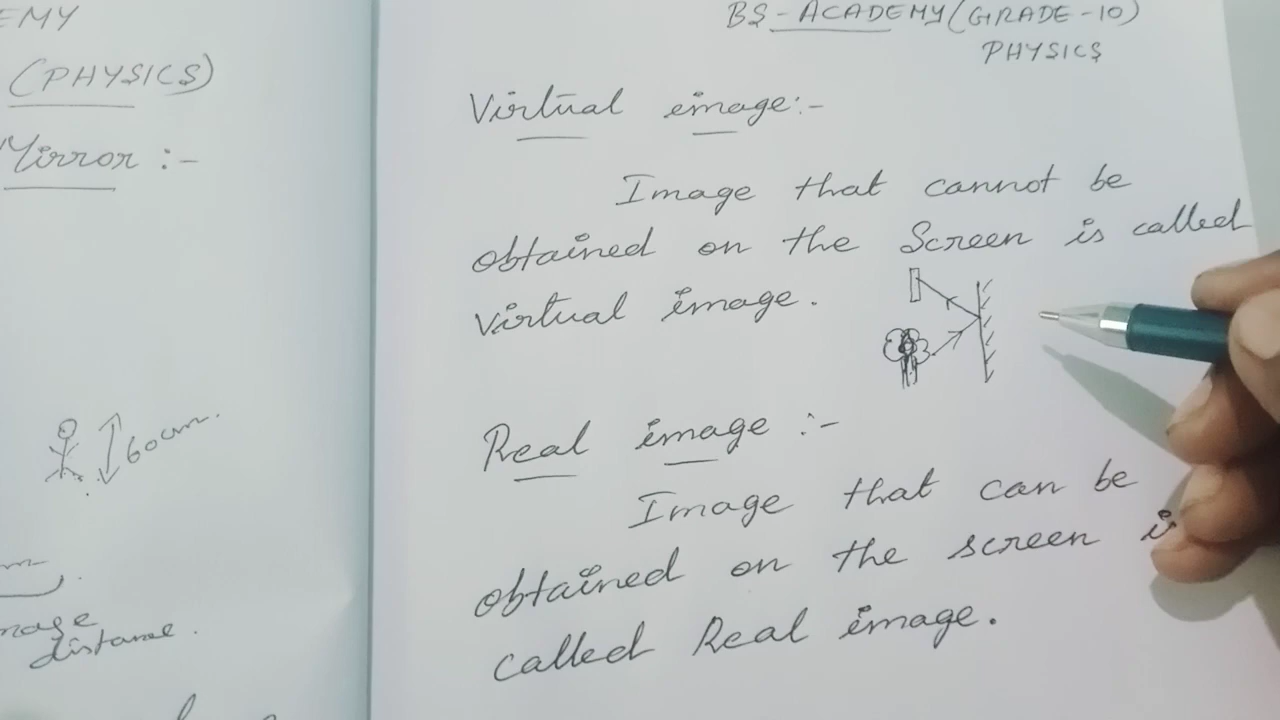 EMY
(PHYSICS)
Mirror :-
60cm.
image
distance.
BS-ACADEMY(GRADE-10)
PHYSICS
Virtual image:-
Image that cannot be
obtained on the Screen is called
virtual image.
Real image :-
Image that can be
obtained on the screen is
called Real image.